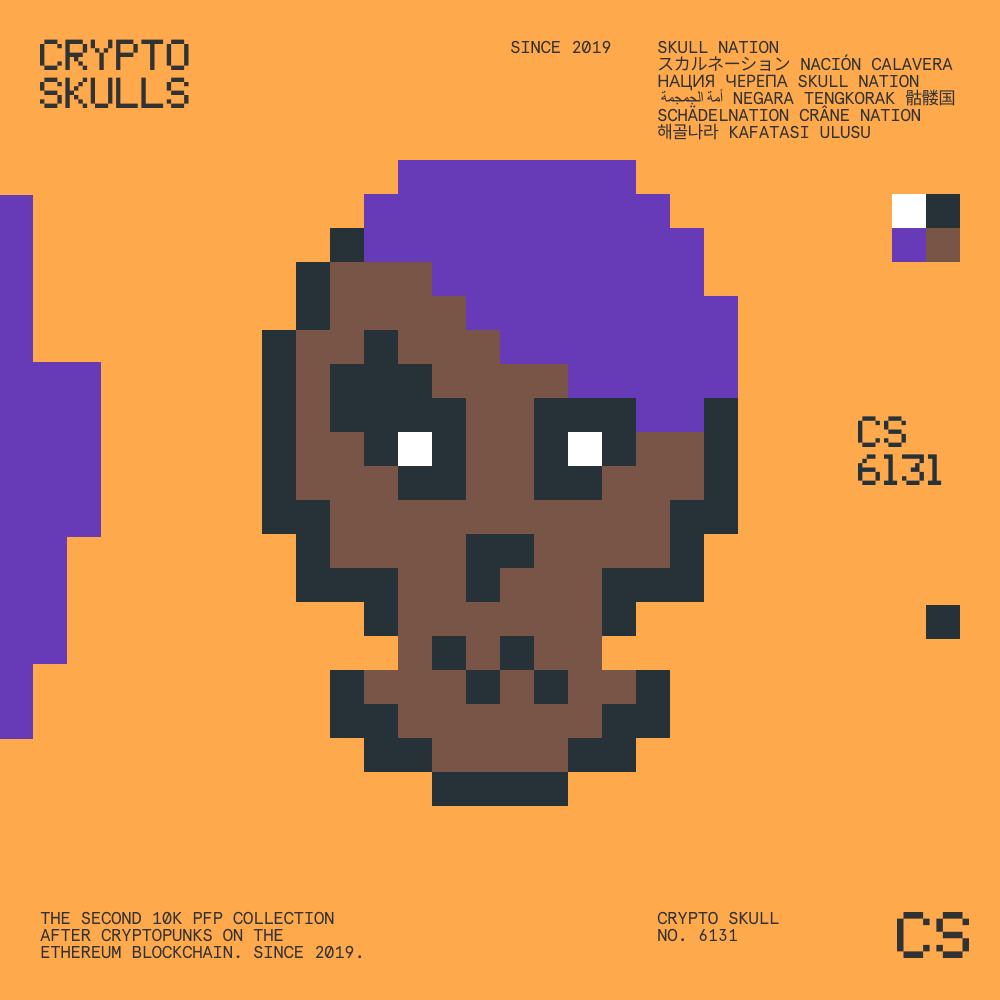 CRYPTO
SKULLS
SINCE 2019
SKULL NATION
スカルネーション NACIÓN CALAVERA
НАЦИЯ ЧЕРЕПА SKULL NATION
أمة الجمجمة NEGARA TENGKORAK 骷髅国
SCHÄDELNATION CRÂNE NATION
해골나라 KAFATASI ULUSU
CS
6131
THE SECOND 10K PFP COLLECTION
AFTER CRYPTOPUNKS ON THE
ETHEREUM BLOCKCHAIN. SINCE 2019.
CRYPTO SKULL
NO. 6131
CS